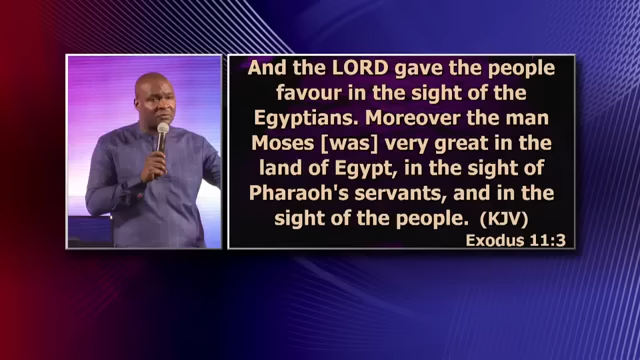 And the LORD gave the people
favour in the sight of the
Egyptians. Moreover the man
Moses [was] very great in the
land of Egypt, in the sight of
Pharaoh's servants, and in the
sight of the people. (KJV)
Exodus 11:3